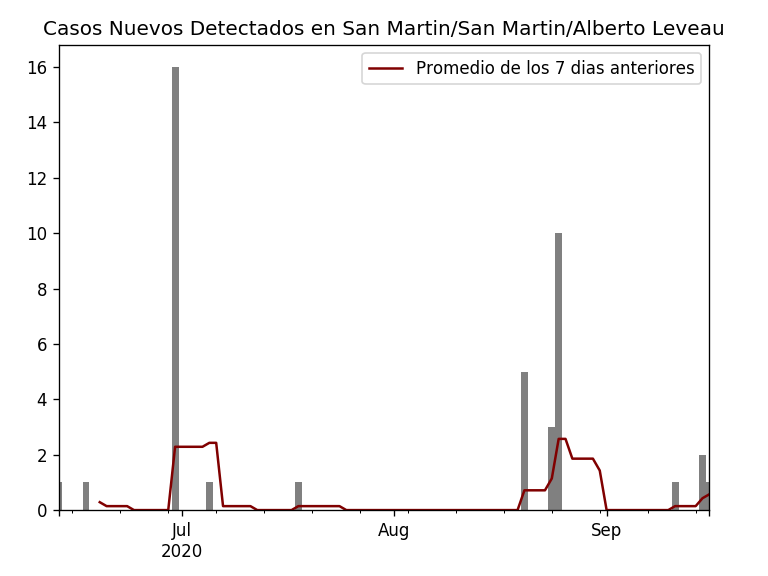 Casos Nuevos Detectados en San Martin/San Martin/Alberto Leveau
Promedio de los 7 dias anteriores
16
14
12
10
8
6
4
2
0
Jul
2020
Aug
Sep